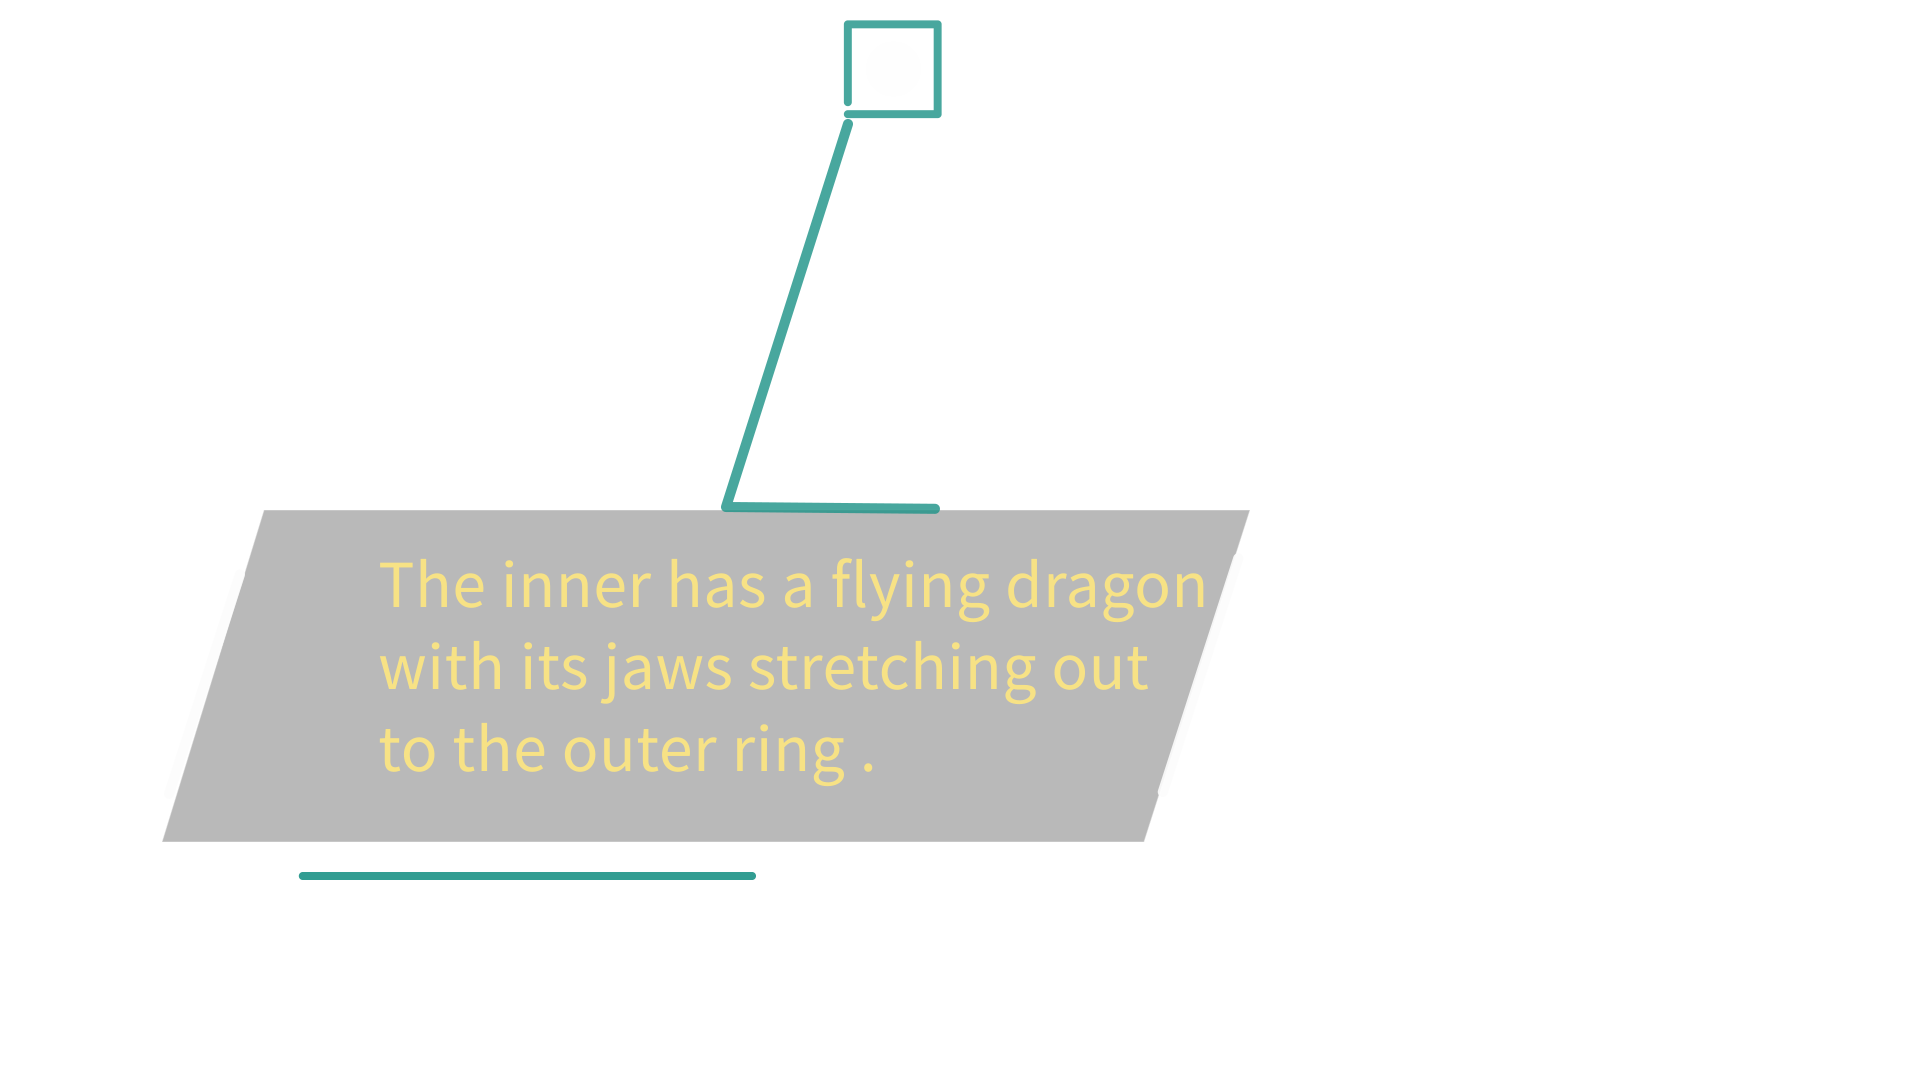 The inner has a flying dragon
with its jaws stretching out
to the outer ring .